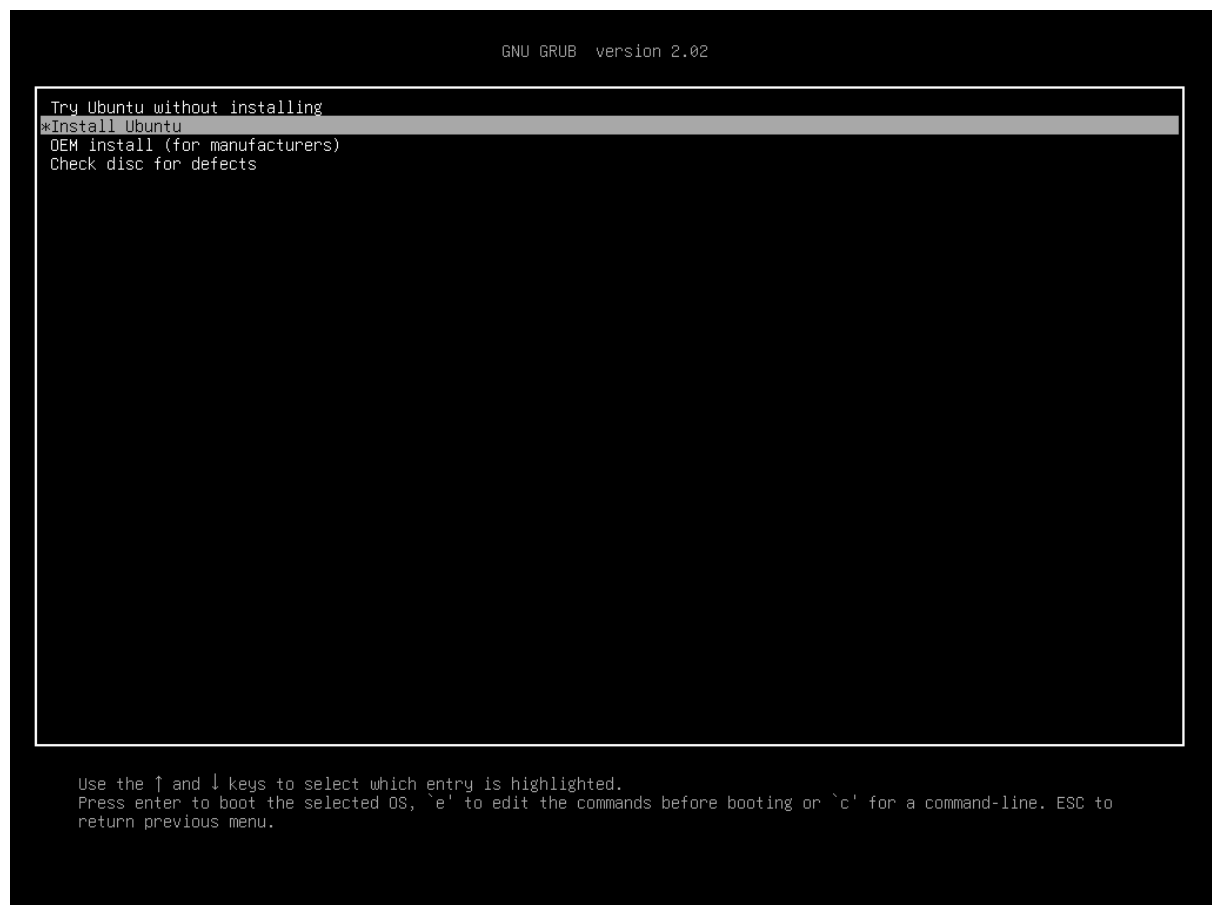 GNU GRUB  version 2.02
Try Ubuntu without installing
*Install Ubuntu
OEM install (for manufacturers)
Check disc for defects
Use the ↑ and ↓ keys to select which entry is highlighted.
Press enter to boot the selected OS, `e' to edit the commands before booting or `c' for a command-line. ESC to
return previous menu.